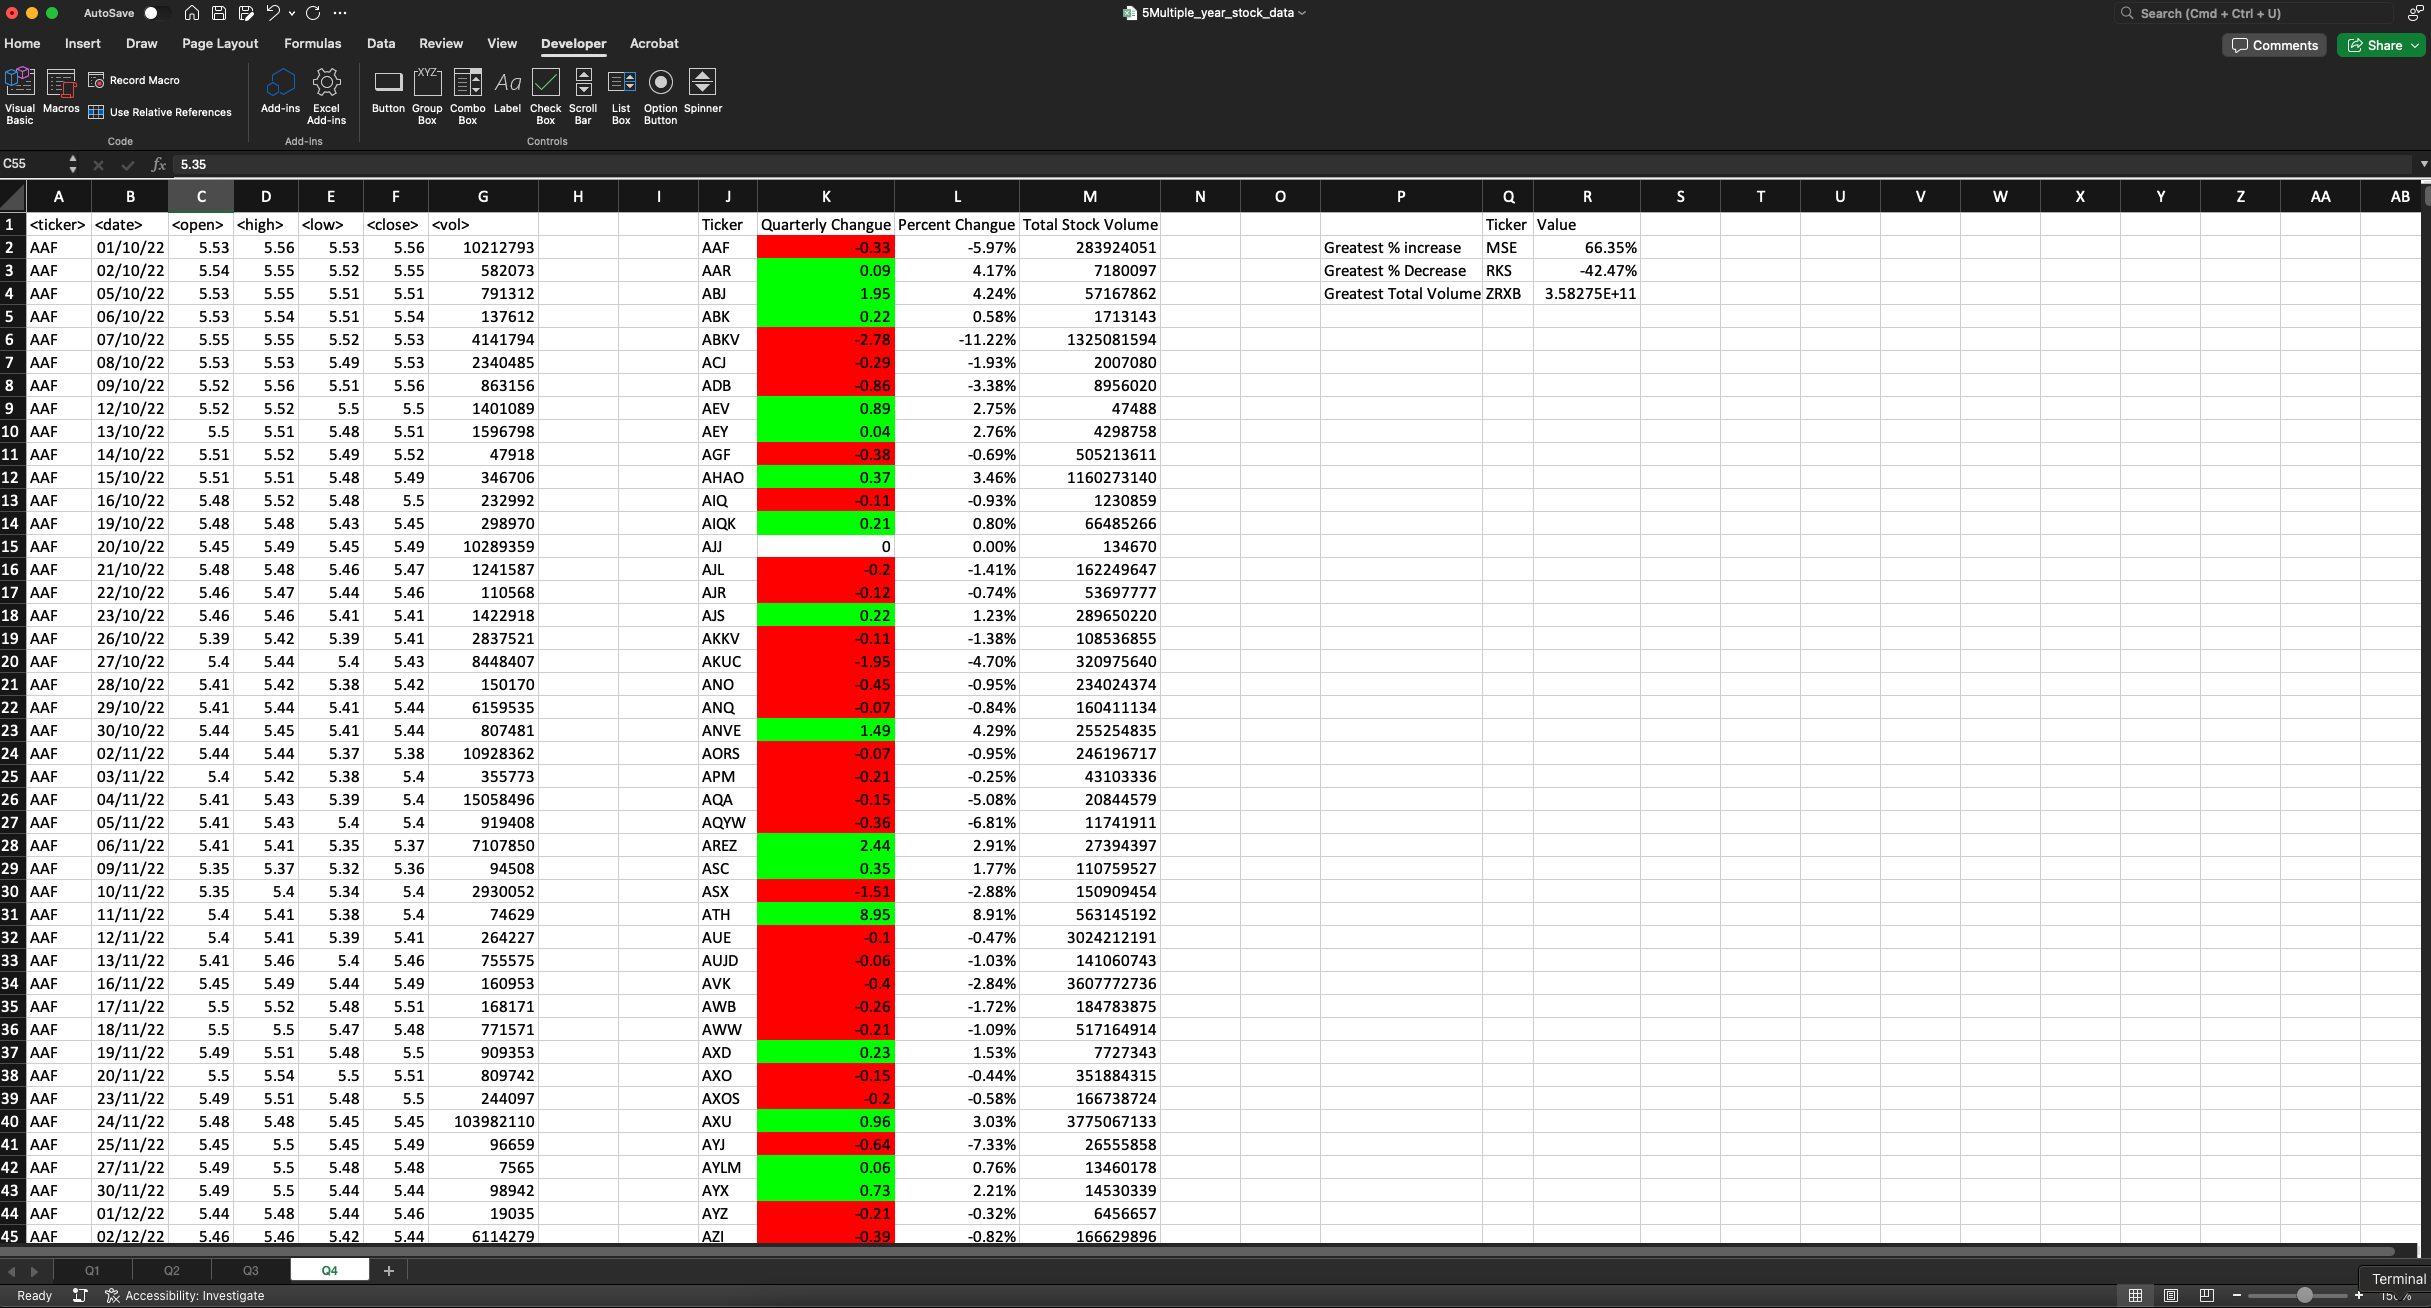 AutoSave
5Multiple_year_stock_data
Search (Cmd + Ctrl + U)
Home Insert Draw Page Layout Formulas Data Review View Developer Acrobat
Comments Share
Visual Basic Macros Record Macro Use Relative References Add-ins Excel Add-ins Button Group Box Combo Box Label Check Box Scroll Bar List Box Option Button Spinner
Code Add-ins Controls
C55 fx 5.35
A B C D E F G H I J K L M N O P Q R S T U V W X Y Z AA AB
1 <ticker> <date> <open> <high> <low> <close> <vol> Ticker Quarterly Changue Percent Changue Total Stock Volume Ticker Value
2 AAF 01/10/22 5.53 5.56 5.53 5.56 10212793 AAF -0.33 -5.97% 283924051 Greatest % increase MSE 66.35%
3 AAF 02/10/22 5.54 5.55 5.52 5.55 582073 AAR 0.09 4.17% 7180097 Greatest % Decrease RKS -42.47%
4 AAF 05/10/22 5.53 5.55 5.51 5.51 791312 ABJ 1.95 4.24% 57167862 Greatest Total Volume ZRXB 3.58275E+11
5 AAF 06/10/22 5.53 5.54 5.51 5.54 137612 ABK 0.22 0.58% 1713143
6 AAF 07/10/22 5.55 5.55 5.52 5.53 4141794 ABKV -2.78 -11.22% 1325081594
7 AAF 08/10/22 5.53 5.53 5.49 5.53 2340485 ACJ -0.29 -1.93% 2007080
8 AAF 09/10/22 5.52 5.56 5.51 5.56 863156 ADB -0.86 -3.38% 8956020
9 AAF 12/10/22 5.52 5.52 5.5 5.5 1401089 AEV 0.89 2.75% 47488
10 AAF 13/10/22 5.5 5.51 5.48 5.51 1596798 AEY 0.04 2.76% 4298758
11 AAF 14/10/22 5.51 5.52 5.49 5.52 47918 AGF -0.38 -0.69% 505213611
12 AAF 15/10/22 5.51 5.51 5.48 5.49 346706 AHAO 0.37 3.46% 1160273140
13 AAF 16/10/22 5.48 5.52 5.48 5.5 232992 AIQ -0.11 -0.93% 1230859
14 AAF 19/10/22 5.48 5.48 5.43 5.45 298970 AIQK 0.21 0.80% 66485266
15 AAF 20/10/22 5.45 5.49 5.45 5.49 10289359 AJJ 0 0.00% 134670
16 AAF 21/10/22 5.48 5.48 5.46 5.47 1241587 AJL -0.2 -1.41% 162249647
17 AAF 22/10/22 5.46 5.47 5.44 5.46 110568 AJR -0.12 -0.74% 53697777
18 AAF 23/10/22 5.46 5.46 5.41 5.41 1422918 AJS 0.22 1.23% 289650220
19 AAF 26/10/22 5.39 5.42 5.39 5.41 2837521 AKKV -0.11 -1.38% 108536855
20 AAF 27/10/22 5.4 5.44 5.4 5.43 8448407 AKUC -1.95 -4.70% 320975640
21 AAF 28/10/22 5.41 5.42 5.38 5.42 150170 ANO -0.45 -0.95% 234024374
22 AAF 29/10/22 5.41 5.44 5.41 5.44 6159535 ANQ -0.07 -0.84% 160411134
23 AAF 30/10/22 5.44 5.45 5.41 5.44 807481 ANVE 1.49 4.29% 255254835
24 AAF 02/11/22 5.44 5.44 5.37 5.38 10928362 AORS -0.07 -0.95% 246196717
25 AAF 03/11/22 5.4 5.42 5.38 5.4 355773 APM -0.21 -0.25% 43103336
26 AAF 04/11/22 5.41 5.43 5.39 5.4 15058496 AQA -0.15 -5.08% 20844579
27 AAF 05/11/22 5.41 5.43 5.4 5.4 919408 AQYW -0.36 -6.81% 11741911
28 AAF 06/11/22 5.41 5.41 5.35 5.37 7107850 AREZ 2.44 2.91% 27394397
29 AAF 09/11/22 5.35 5.37 5.32 5.36 94508 ASC 0.35 1.77% 110759527
30 AAF 10/11/22 5.35 5.4 5.34 5.4 2930052 ASX -1.51 -2.88% 150909454
31 AAF 11/11/22 5.4 5.41 5.38 5.4 74629 ATH 8.95 8.91% 563145192
32 AAF 12/11/22 5.4 5.41 5.39 5.41 264227 AUE -0.1 -0.47% 3024212191
33 AAF 13/11/22 5.41 5.46 5.4 5.46 755575 AUJD -0.06 -1.03% 141060743
34 AAF 16/11/22 5.45 5.49 5.44 5.49 160953 AVK -0.4 -2.84% 3607772736
35 AAF 17/11/22 5.5 5.52 5.48 5.51 168171 AWB -0.26 -1.72% 184783875
36 AAF 18/11/22 5.5 5.5 5.47 5.48 771571 AWW -0.21 -1.09% 517164914
37 AAF 19/11/22 5.49 5.51 5.48 5.5 909353 AXD 0.23 1.53% 7727343
38 AAF 20/11/22 5.5 5.54 5.5 5.51 809742 AXO -0.15 -0.44% 351884315
39 AAF 23/11/22 5.49 5.51 5.48 5.5 244097 AXOS -0.2 -0.58% 166738724
40 AAF 24/11/22 5.48 5.48 5.45 5.45 103982110 AXU 0.96 3.03% 3775067133
41 AAF 25/11/22 5.45 5.5 5.45 5.49 96659 AYJ -0.64 -7.33% 26555858
42 AAF 27/11/22 5.49 5.5 5.48 5.48 7565 AYLM 0.06 0.76% 13460178
43 AAF 30/11/22 5.49 5.5 5.44 5.44 98942 AYX 0.73 2.21% 14530339
44 AAF 01/12/22 5.44 5.48 5.44 5.46 19035 AYZ -0.21 -0.32% 6456657
45 AAF 02/12/22 5.46 5.46 5.42 5.44 6114279 AZI -0.39 -0.82% 166629896
Q1 Q2 Q3 Q4 +
Terminal
Ready Accessibility: Investigate